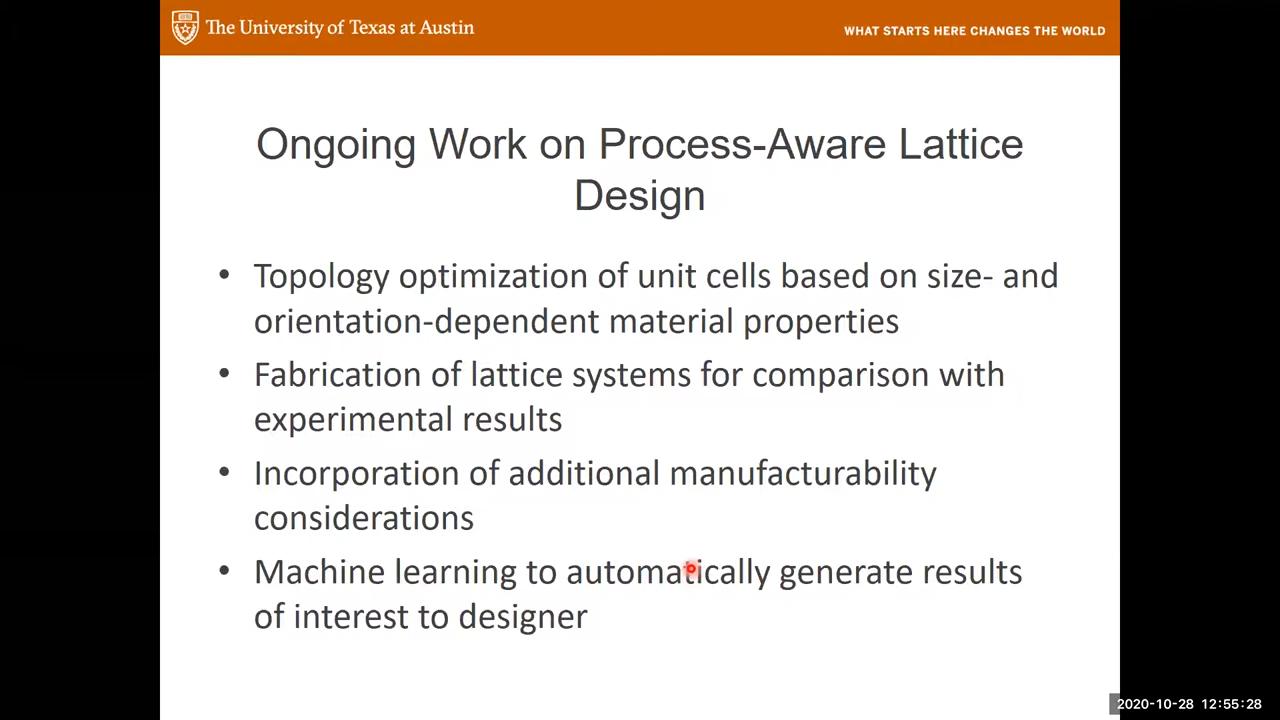 The University of Texas at Austin
WHAT STARTS HERE CHANGES THE WORLD
Ongoing Work on Process-Aware Lattice
Design
• Topology optimization of unit cells based on size- and
orientation-dependent material properties
• Fabrication of lattice systems for comparison with
experimental results
• Incorporation of additional manufacturability
considerations
• Machine learning to automatically generate results
of interest to designer
2020-10-28 12:55:28